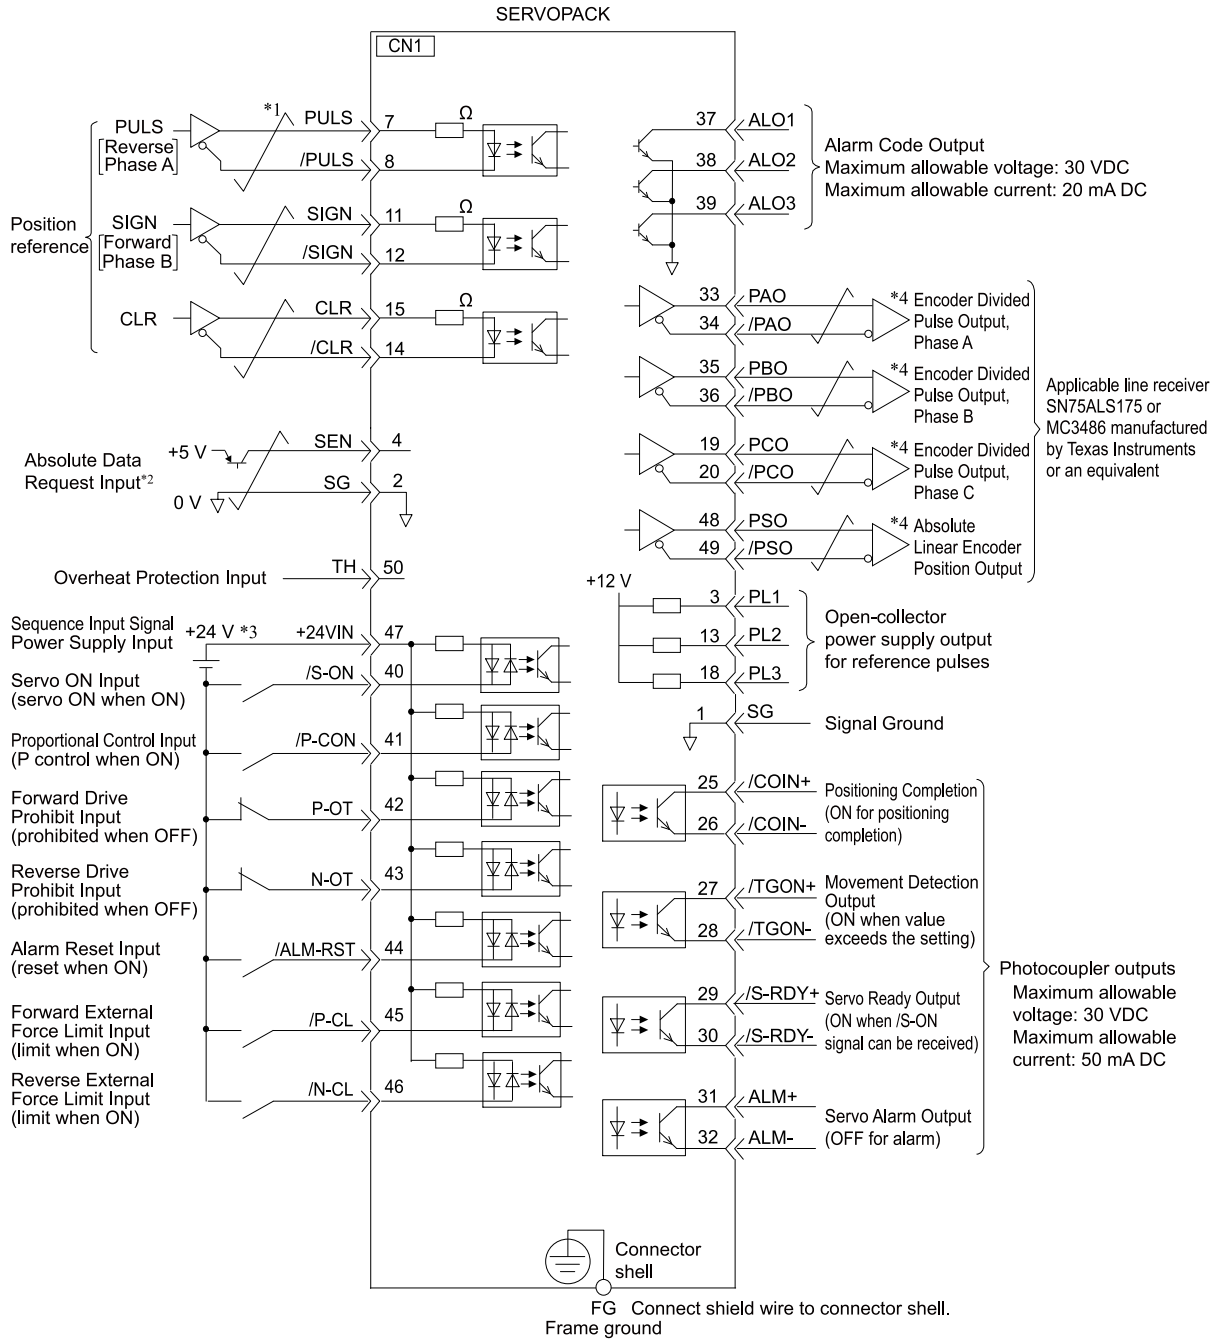 SERVOPACK
CN1
Position
reference
PULS
[Reverse
Phase A]
*1
PULS
7
Ω
/PULS
8
SIGN
[Forward
Phase B]
SIGN
11
Ω
/SIGN
12
CLR
CLR
15
Ω
/CLR
14
Absolute Data
Request Input*2
+5 V
SEN
4
0 V
SG
2
Overheat Protection Input
TH
50
Sequence Input Signal
Power Supply Input
+24 V *3
+24VIN
47
Servo ON Input
(servo ON when ON)
/S-ON
40
Proportional Control Input
(P control when ON)
/P-CON
41
Forward Drive
Prohibit Input
(prohibited when OFF)
P-OT
42
Reverse Drive
Prohibit Input
(prohibited when OFF)
N-OT
43
Alarm Reset Input
(reset when ON)
/ALM-RST
44
Forward External
Force Limit Input
(limit when ON)
/P-CL
45
Reverse External
Force Limit Input
(limit when ON)
/N-CL
46
37
ALO1
38
ALO2
39
ALO3
Alarm Code Output
Maximum allowable voltage: 30 VDC
Maximum allowable current: 20 mA DC
33
PAO
34
/PAO
*4 Encoder Divided
Pulse Output,
Phase A
35
PBO
36
/PBO
*4 Encoder Divided
Pulse Output,
Phase B
19
PCO
20
/PCO
*4 Encoder Divided
Pulse Output,
Phase C
48
PSO
49
/PSO
*4 Absolute
Linear Encoder
Position Output
Applicable line receiver
SN75ALS175 or
MC3486 manufactured
by Texas Instruments
or an equivalent
+12 V
3
PL1
13
PL2
18
PL3
Open-collector
power supply output
for reference pulses
1
SG
Signal Ground
25
/COIN+
26
/COIN-
Positioning Completion
(ON for positioning
completion)
27
/TGON+
28
/TGON-
Movement Detection
Output
(ON when value
exceeds the setting)
29
/S-RDY+
30
/S-RDY-
Servo Ready Output
(ON when /S-ON
signal can be received)
31
ALM+
32
ALM-
Servo Alarm Output
(OFF for alarm)
Photocoupler outputs
Maximum allowable
voltage: 30 VDC
Maximum allowable
current: 50 mA DC
Connector
shell
FG Connect shield wire to connector shell.
Frame ground